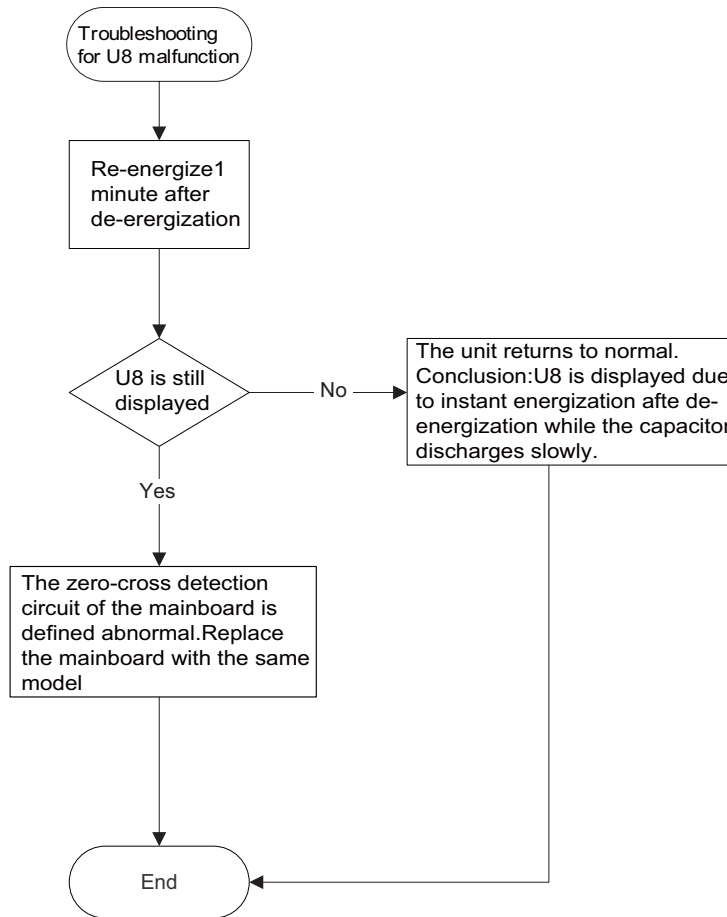 Troubleshooting
for U8 malfunction
Re-energize1
minute after
de-erergization
U8 is still
displayed
No
The unit returns to normal.
Conclusion:U8 is displayed due
to instant energization afte de-
energization while the capacitor
discharges slowly.
Yes
The zero-cross detection
circuit of the mainboard is
defined abnormal.Replace
the mainboard with the same
model
End